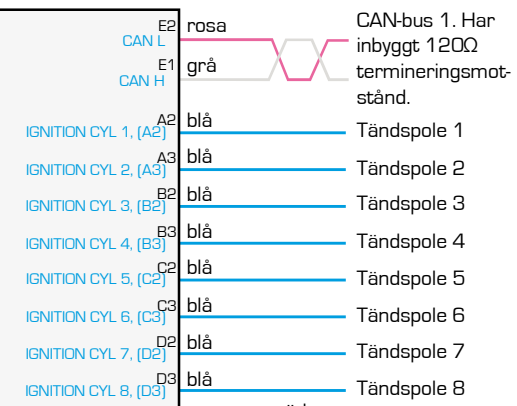 E2 rosa
CAN L
E1 grå
CAN H
CAN-bus 1. Har
inbyggt 120Ω
termineringsmot-
stånd.
A2 blå
IGNITION CYL 1, (A2) Tändspole 1
A3 blå
IGNITION CYL 2, (A3) Tändspole 2
B2 blå
IGNITION CYL 3, (B2) Tändspole 3
B3 blå
IGNITION CYL 4, (B3) Tändspole 4
C2 blå
IGNITION CYL 5, (C2) Tändspole 5
C3 blå
IGNITION CYL 6, (C3) Tändspole 6
D2 blå
IGNITION CYL 7, (D2) Tändspole 7
D3 blå
IGNITION CYL 8, (D3) Tändspole 8